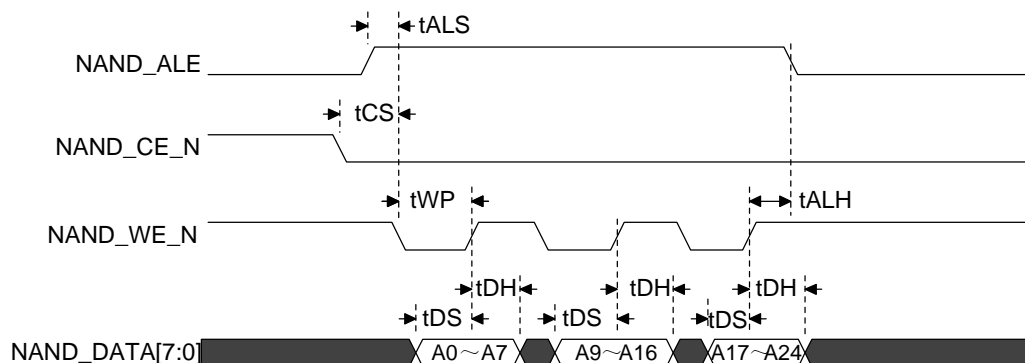 tALS
NAND_ALE
tCS
NAND_CE_N
tWP
tALH
NAND_WE_N
tDH tDH tDH
tDS tDS tDS
NAND_DATA[7:0] A0～A7 A9～A16 A17～A24